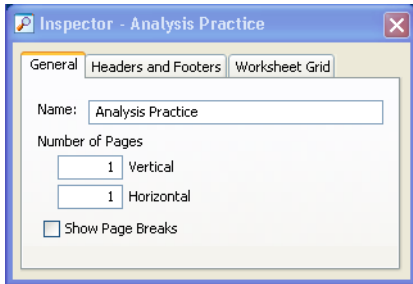 Inspector - Analysis Practice
General Headers and Footers Worksheet Grid
Name: Analysis Practice
Number of Pages
1 Vertical
1 Horizontal
Show Page Breaks